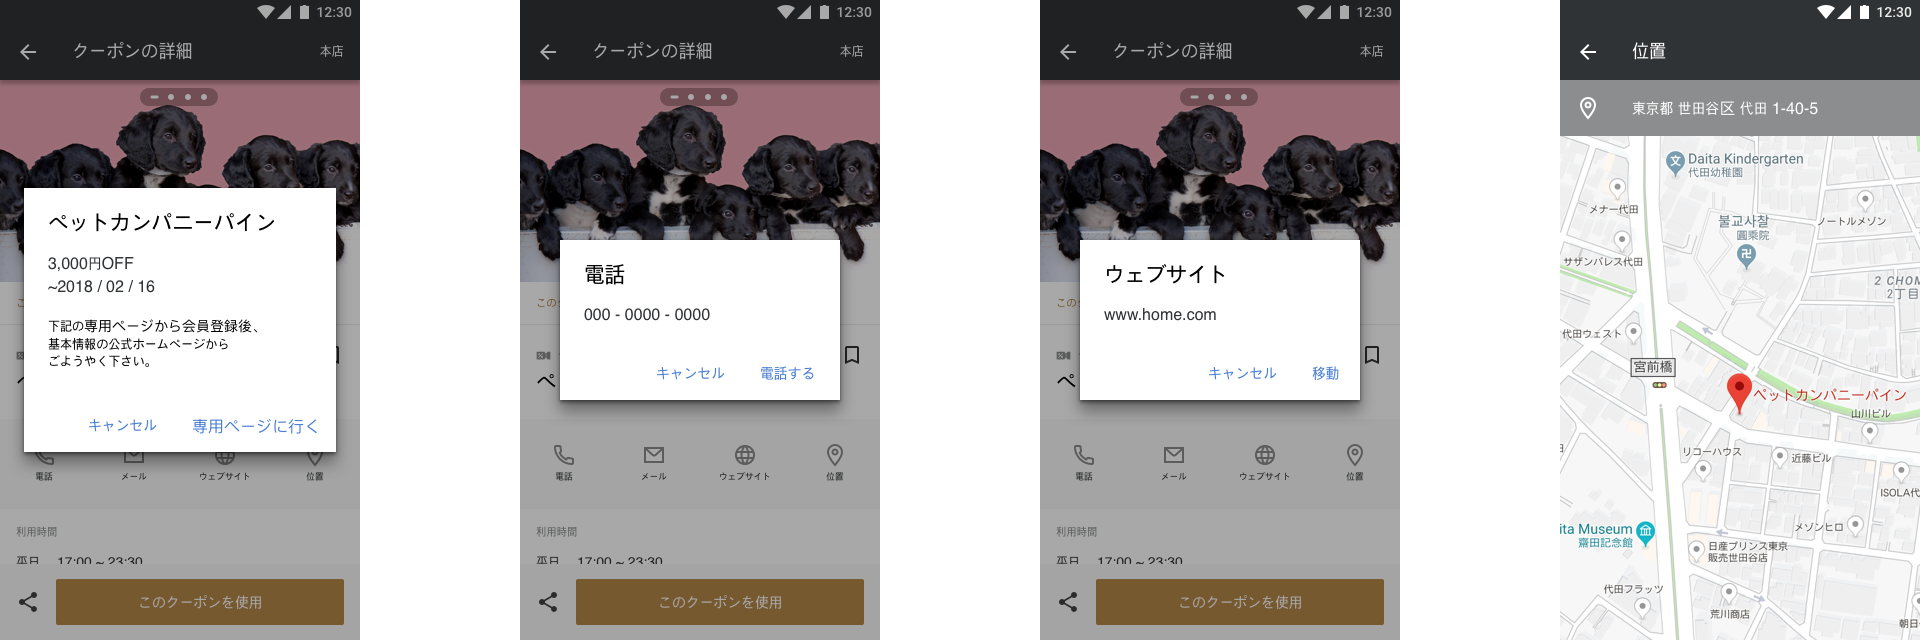 12:30
クーポンの詳細
本店
ペットカンパニーパイン
3,000円OFF
~2018 / 02 / 16
下記の専用ページから会員登録後、
基本情報の公式ホームページから
ごようやく下さい。
キャンセル
専用ページに行く
電話
メール
ウェブサイト
位置
利用時間
平日 17:00 ~ 23:30
このクーポンを使用
12:30
クーポンの詳細
本店
このク
電話
000 - 0000 - 0000
キャンセル
電話する
ペ
電話
メール
ウェブサイト
位置
利用時間
平日 17:00 ~ 23:30
このクーポンを使用
12:30
クーポンの詳細
本店
このク
ウェブサイト
www.home.com
キャンセル
移動
ペ
電話
メール
ウェブサイト
位置
利用時間
平日 17:00 ~ 23:30
このクーポンを使用
12:30
位置
東京都 世田谷区 代田 1-40-5
Daita Kindergarten
代田幼稚園
メナー代田
ノートルメゾン
불교사찰
圓乘院
サザンパレス代田
2 CHOM
2丁目
代田ウェスト
宮前橋
ペットカンパニーパイン
山川ビル
リコーハウス
近藤ビル
ISOLA代
メゾンヒロ
ita Museum
齋田記念館
日産プリンス東京
販売世田谷店
代田フラッツ
荒川商店
朝日